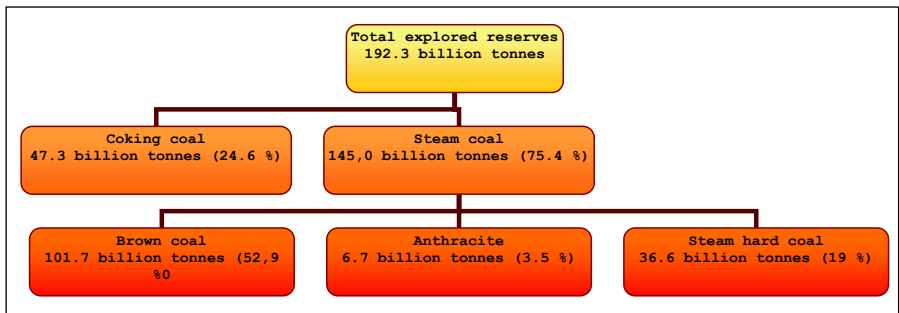 Total explored reserves
192.3 billion tonnes
Coking coal
47.3 billion tonnes (24.6 %)
Steam coal
145,0 billion tonnes (75.4 %)
Brown coal
101.7 billion tonnes (52,9
%0
Anthracite
6.7 billion tonnes (3.5 %)
Steam hard coal
36.6 billion tonnes (19 %)